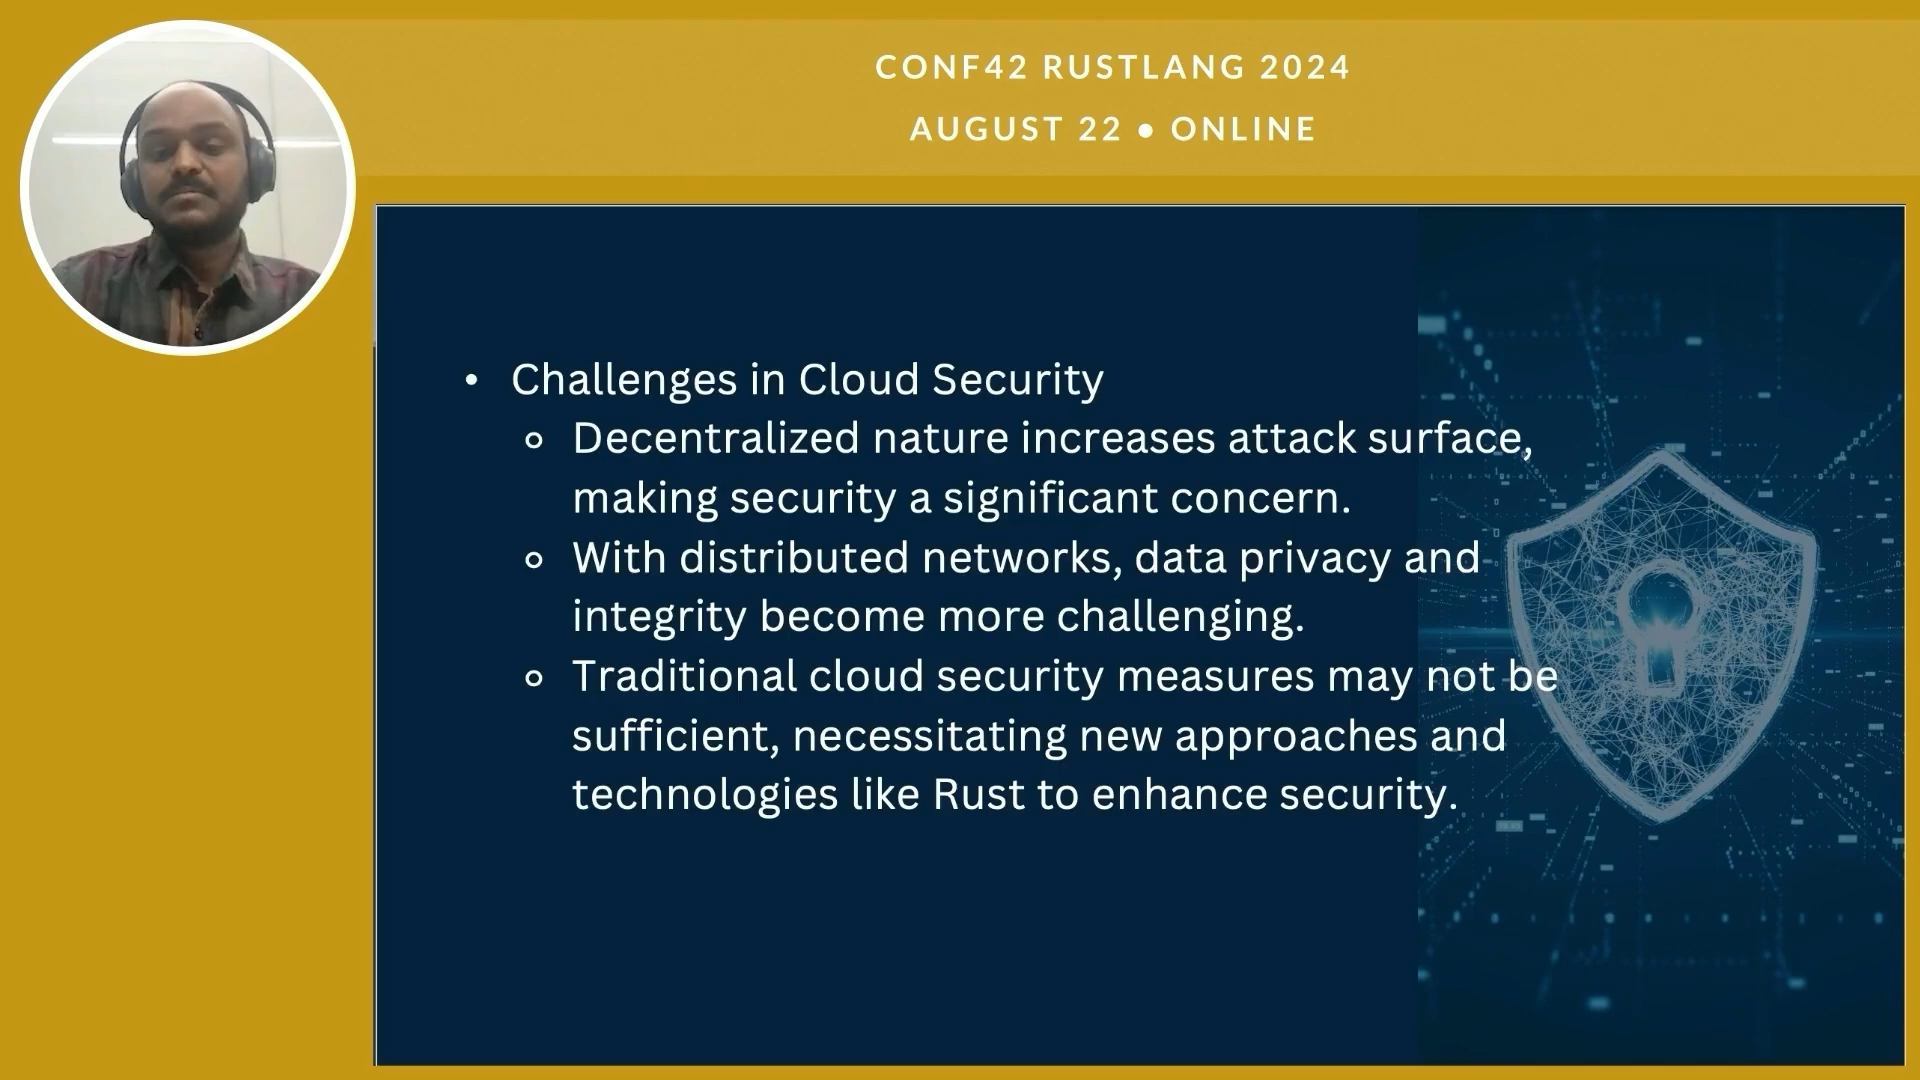 CONF42 RUSTLANG 2024
AUGUST 22 ● ONLINE
• Challenges in Cloud Security
○ Decentralized nature increases attack surface,
making security a significant concern.
○ With distributed networks, data privacy and
integrity become more challenging.
○ Traditional cloud security measures may not be
sufficient, necessitating new approaches and
technologies like Rust to enhance security.